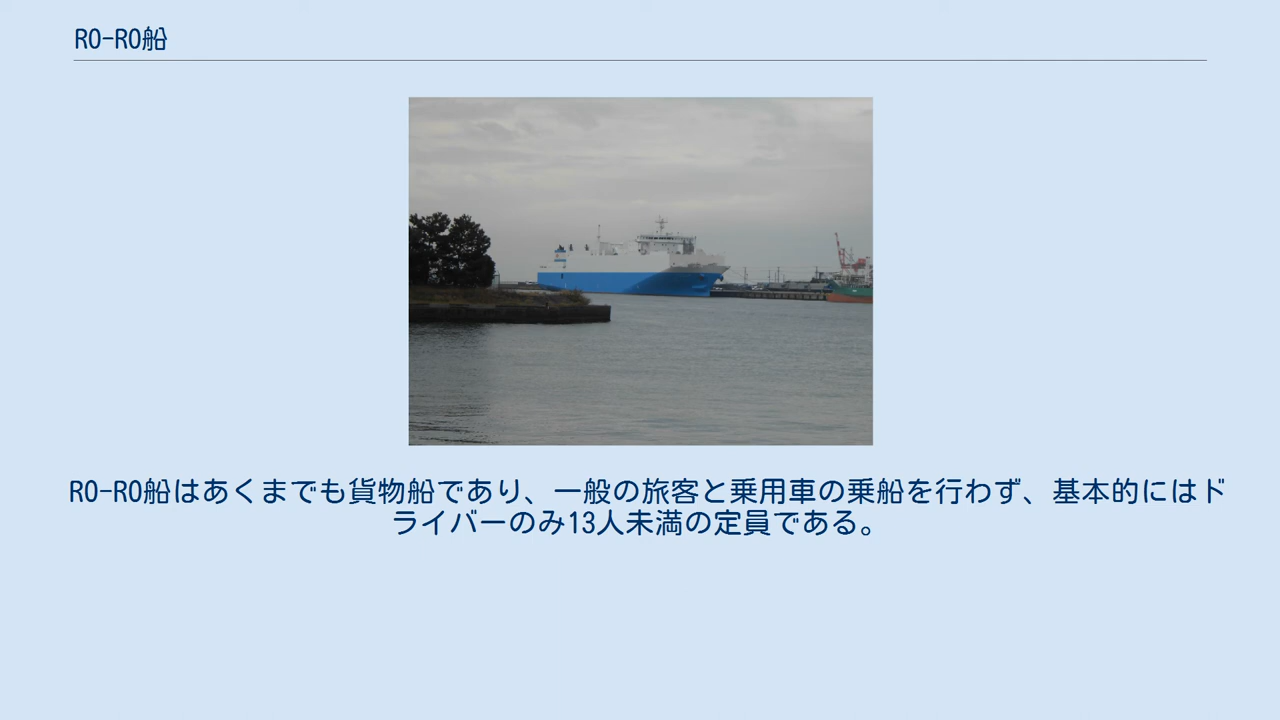 RO-RO船
RO-RO船はあくまでも貨物船であり、一般の旅客と乗用車の乗船を行わず、基本的にはド
ライバーのみ13人未満の定員である。